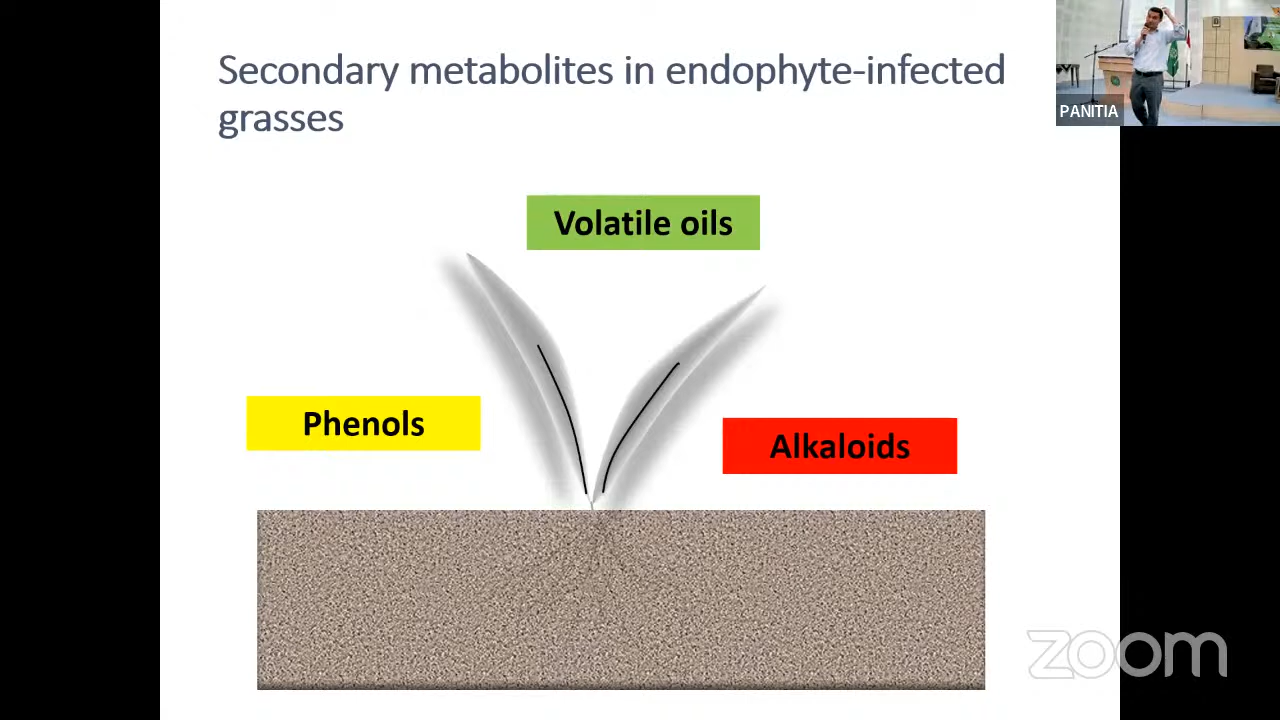 Secondary metabolites in endophyte-infected
grasses
PANITIA
Volatile oils
Phenols
Alkaloids
zoom